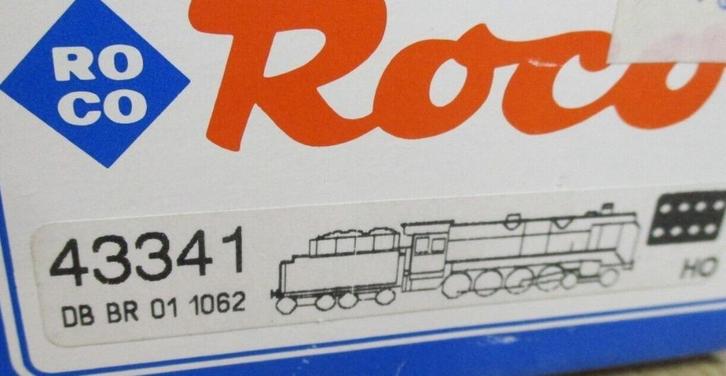 RO
CO
Roco
43341
DB BR 01 1062
HO